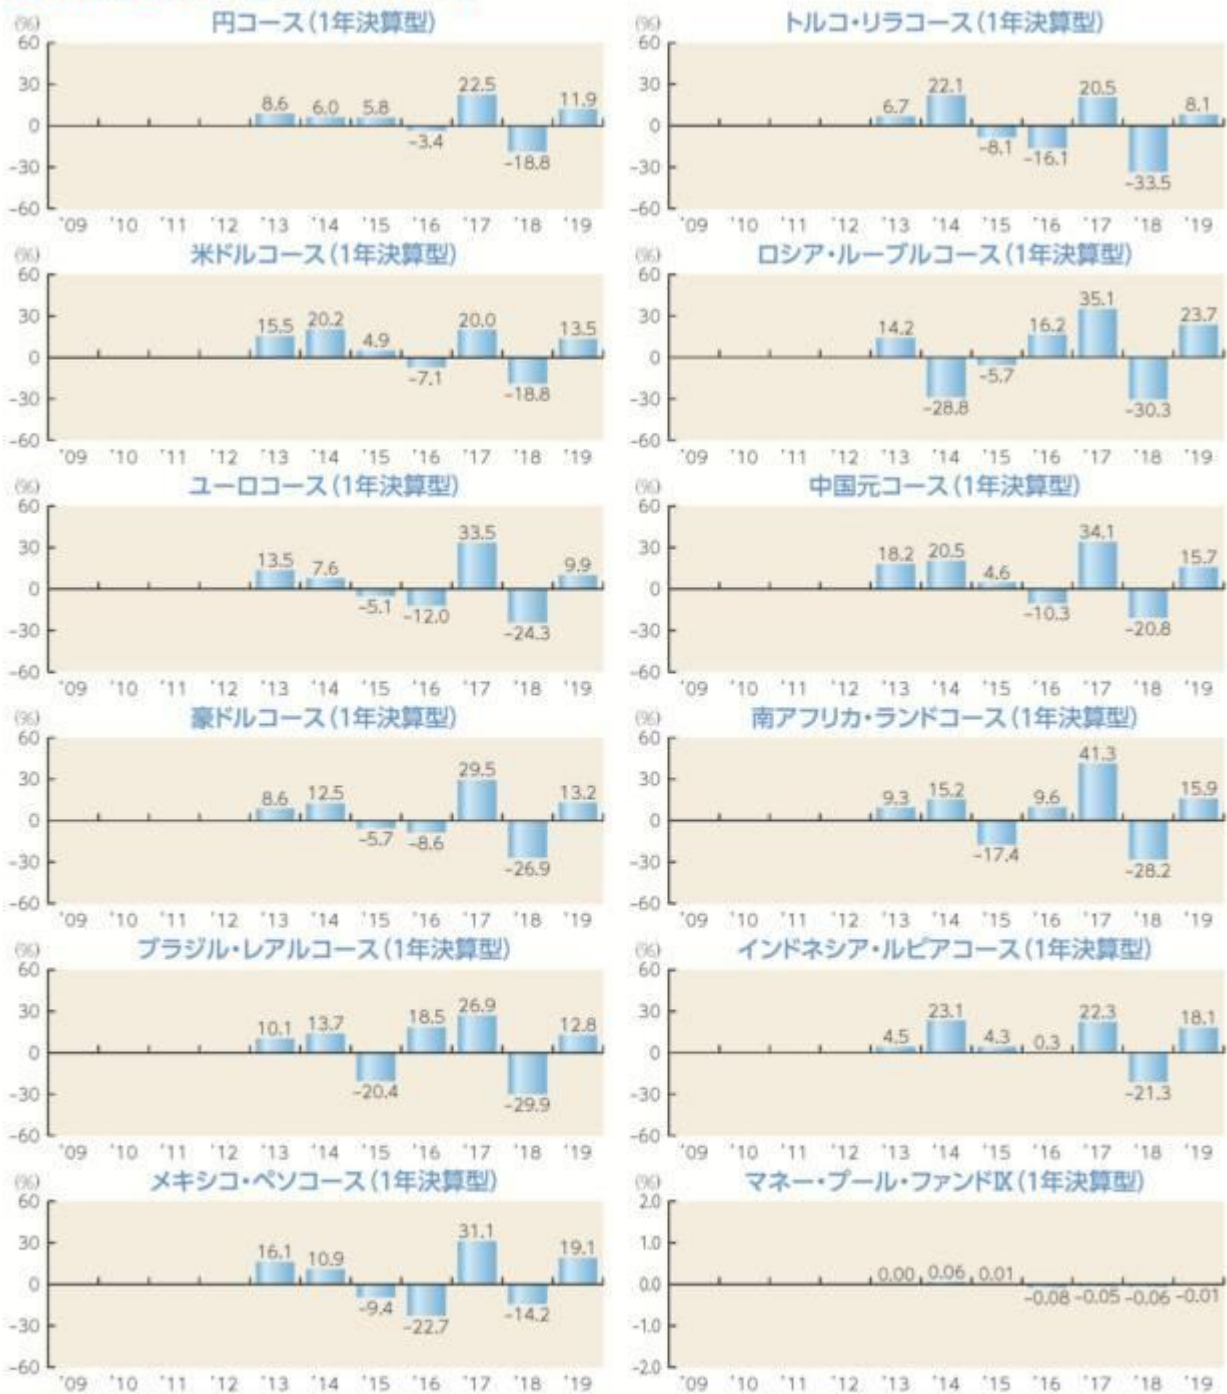 (%) 円コース(1年決算型)
60
30
0
-30
-60
8.6 6.0 5.8 -3.4 22.5 -18.8 11.9
'09 '10 '11 '12 '13 '14 '15 '16 '17 '18 '19
(%) トルコ・リラコース(1年決算型)
60
30
0
-30
-60
6.7 22.1 -8.1 -16.1 20.5 -33.5 8.1
'09 '10 '11 '12 '13 '14 '15 '16 '17 '18 '19
(%) 米ドルコース(1年決算型)
60
30
0
-30
-60
15.5 20.2 4.9 -7.1 20.0 -18.8 13.5
'09 '10 '11 '12 '13 '14 '15 '16 '17 '18 '19
(%) ロシア・ルーブルコース(1年決算型)
60
30
0
-30
-60
14.2 -28.8 -5.7 16.2 35.1 -30.3 23.7
'09 '10 '11 '12 '13 '14 '15 '16 '17 '18 '19
(%) ユーロコース(1年決算型)
60
30
0
-30
-60
13.5 7.6 -5.1 -12.0 33.5 -24.3 9.9
'09 '10 '11 '12 '13 '14 '15 '16 '17 '18 '19
(%) 中国元コース(1年決算型)
60
30
0
-30
-60
18.2 20.5 4.6 -10.3 34.1 -20.8 15.7
'09 '10 '11 '12 '13 '14 '15 '16 '17 '18 '19
(%) 豪ドルコース(1年決算型)
60
30
0
-30
-60
8.6 12.5 -5.7 -8.6 29.5 -26.9 13.2
'09 '10 '11 '12 '13 '14 '15 '16 '17 '18 '19
(%) 南アフリカ・ランドコース(1年決算型)
60
30
0
-30
-60
9.3 15.2 -17.4 9.6 41.3 -28.2 15.9
'09 '10 '11 '12 '13 '14 '15 '16 '17 '18 '19
(%) ブラジル・レアルコース(1年決算型)
60
30
0
-30
-60
10.1 13.7 -20.4 18.5 26.9 -29.9 12.8
'09 '10 '11 '12 '13 '14 '15 '16 '17 '18 '19
(%) インドネシア・ルピアコース(1年決算型)
60
30
0
-30
-60
4.5 23.1 4.3 0.3 22.3 -21.3 18.1
'09 '10 '11 '12 '13 '14 '15 '16 '17 '18 '19
(%) メキシコ・ペソコース(1年決算型)
60
30
0
-30
-60
16.1 10.9 -9.4 -22.7 31.1 -14.2 19.1
'09 '10 '11 '12 '13 '14 '15 '16 '17 '18 '19
(%) マネー・プール・ファンドⅨ(1年決算型)
2.0
1.0
0.0
-1.0
-2.0
0.00 0.06 0.01 -0.08 -0.05 -0.06 -0.01
'09 '10 '11 '12 '13 '14 '15 '16 '17 '18 '19